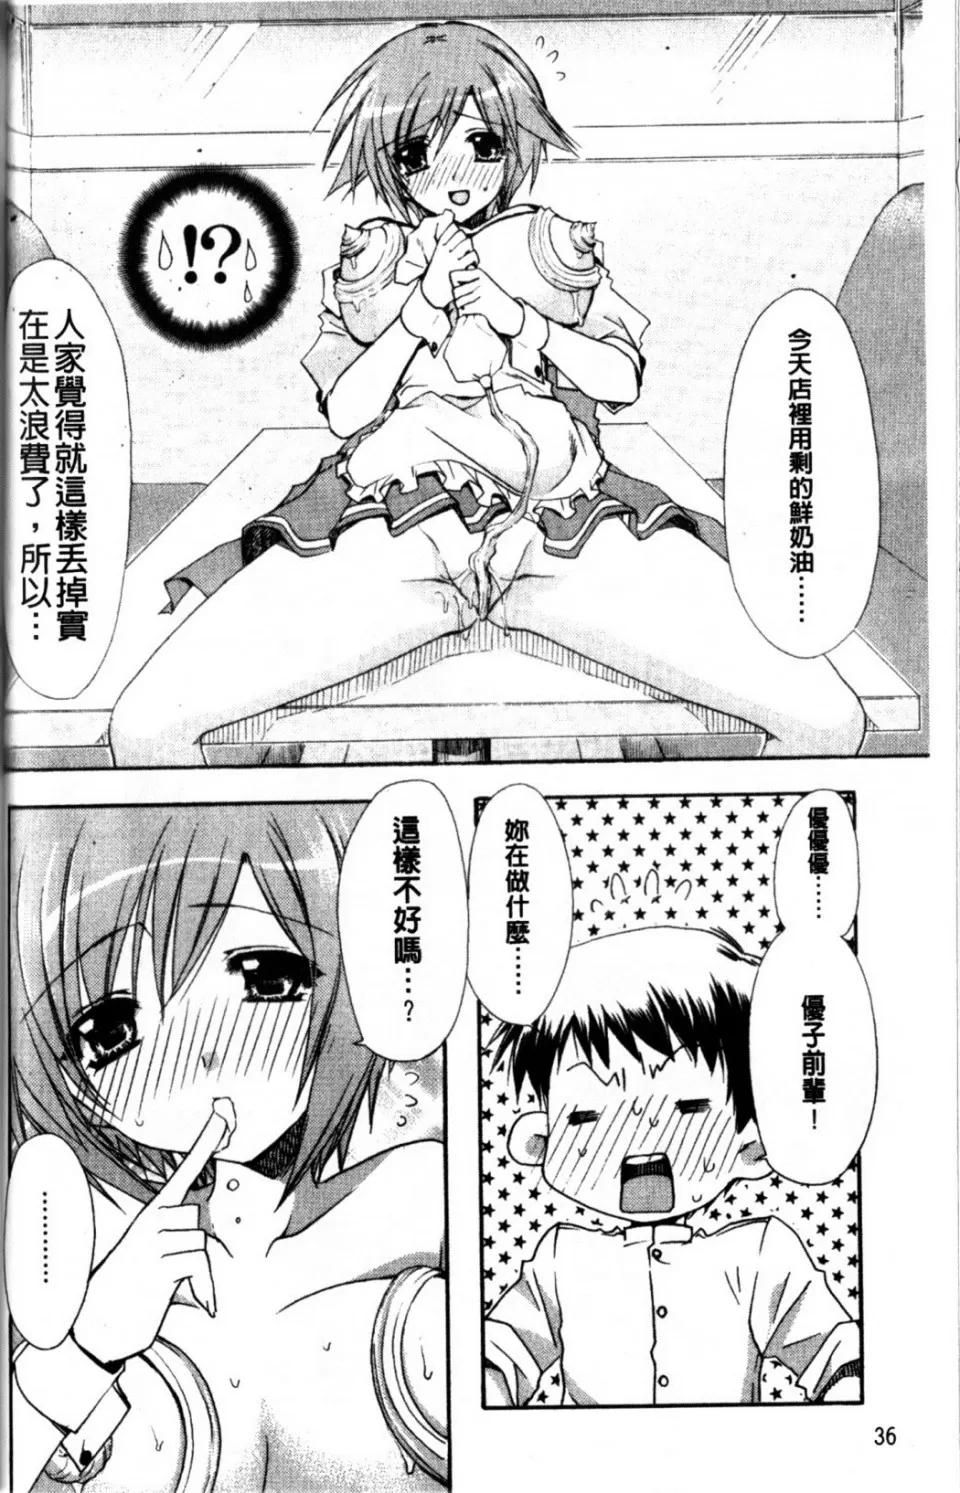 今天店裡用剩的鮮奶油……
!?
人家覺得就這樣丟掉實
在是太浪費了，所以…
優優優……
優子前輩！
妳在做什麼……
這樣不好嗎…?
………
36